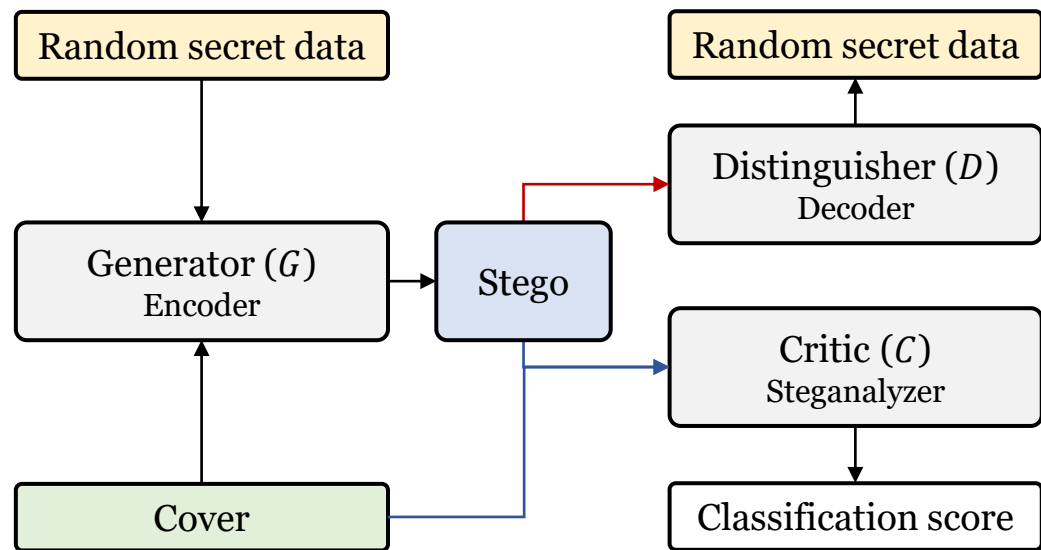 Random secret data
Random secret data
Distinguisher (D)
Decoder
Generator (G)
Encoder
Stego
Critic (C)
Steganalyzer
Cover
Classification score